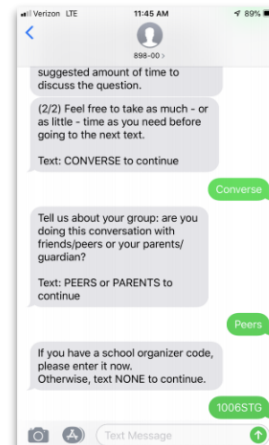 Verizon LTE 11:45 AM 89%
898-00 >
suggested amount of time to
discuss the question.
(2/2) Feel free to take as much - or
as little - time as you need before
going to the next text.
Text: CONVERSE to continue
Converse
Tell us about your group: are you
doing this conversation with
friends/peers or your parents/
guardian?
Text: PEERS or PARENTS to
continue
Peers
If you have a school organizer code,
please enter it now.
Otherwise, text NONE to continue.
1006STG
Text Message